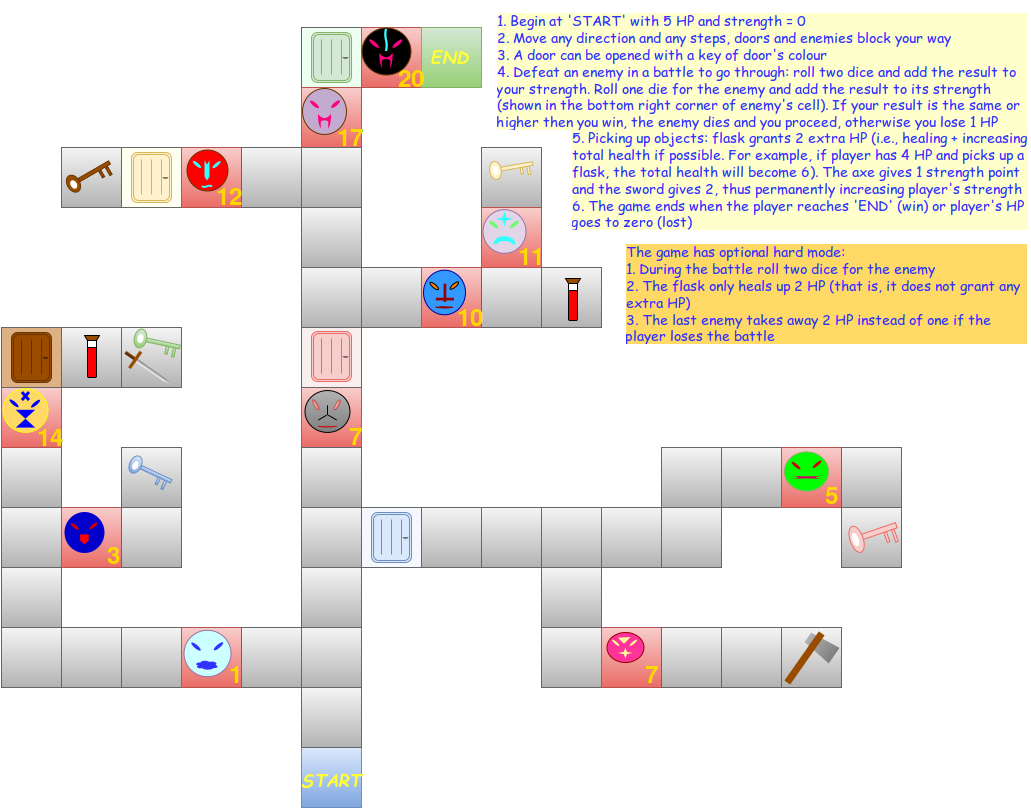 1. Begin at 'START' with 5 HP and strength = 0
2. Move any direction and any steps, doors and enemies block your way
3. A door can be opened with a key of door's colour
4. Defeat an enemy in a battle to go through: roll two dice and add the result to
your strength. Roll one die for the enemy and add the result to its strength
(shown in the bottom right corner of enemy's cell). If your result is the same or
higher then you win, the enemy dies and you proceed, otherwise you lose 1 HP
5. Picking up objects: flask grants 2 extra HP (i.e., healing + increasing
total health if possible. For example, if player has 4 HP and picks up a
flask, the total health will become 6). The axe gives 1 strength point
and the sword gives 2, thus permanently increasing player's strength
6. The game ends when the player reaches 'END' (win) or player's HP
goes to zero (lost)
The game has optional hard mode:
1. During the battle roll two dice for the enemy
2. The flask only heals up 2 HP (that is, it does not grant any
extra HP)
3. The last enemy takes away 2 HP instead of one if the
player loses the battle
END
20
17
12
11
10
14
7
5
3
1
7
START